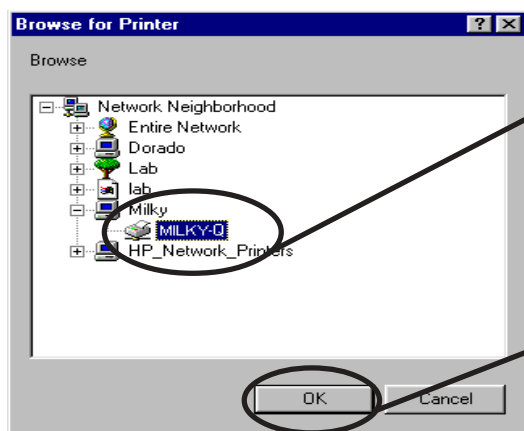 Browse for Printer
Browse
Network Neighborhood
Entire Network
Dorado
Lab
lab
Milky
MILKY-Q
HP_Network_Printers
OK
Cancel